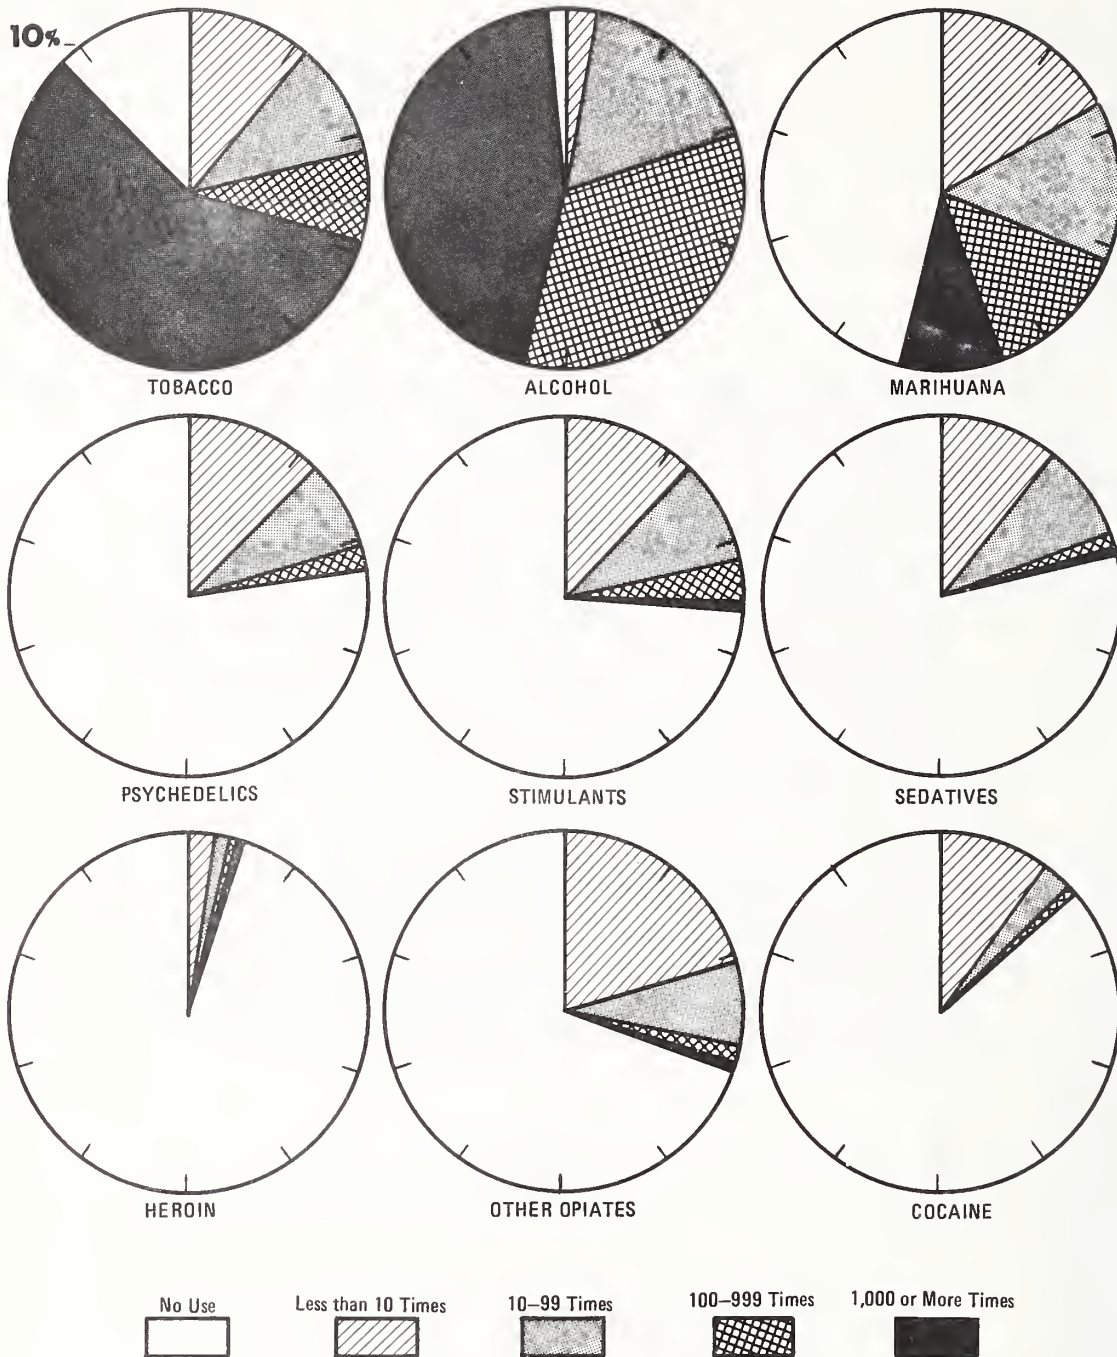 10%
TOBACCO
ALCOHOL
MARIHUANA
PSYCHEDELICS
STIMULANTS
SEDATIVES
HEROIN
OTHER OPIATES
COCAINE
No Use
Less than 10 Times
10–99 Times
100–999 Times
1,000 or More Times